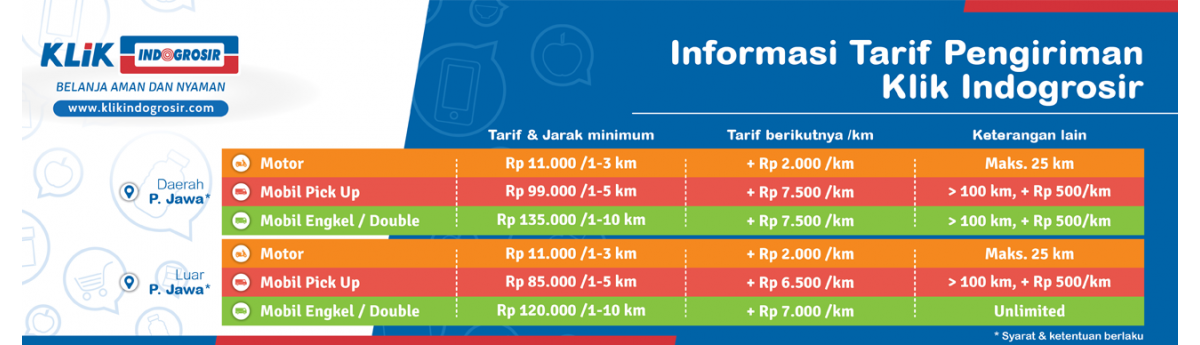 KLiK INDOGROSIR
BELANJA AMAN DAN NYAMAN
www.klikindogrosir.com
Informasi Tarif Pengiriman
Klik Indogrosir
Tarif & Jarak minimum Tarif berikutnya /km Keterangan lain
Daerah
P. Jawa*
Motor Rp 11.000 /1-3 km + Rp 2.000 /km Maks. 25 km
Mobil Pick Up Rp 99.000 /1-5 km + Rp 7.500 /km > 100 km, + Rp 500/km
Mobil Engkel / Double Rp 135.000 /1-10 km + Rp 7.500 /km > 100 km, + Rp 500/km
Luar
P. Jawa*
Motor Rp 11.000 /1-3 km + Rp 2.000 /km Maks. 25 km
Mobil Pick Up Rp 85.000 /1-5 km + Rp 6.500 /km > 100 km, + Rp 500/km
Mobil Engkel / Double Rp 120.000 /1-10 km + Rp 7.000 /km Unlimited
* Syarat & ketentuan berlaku